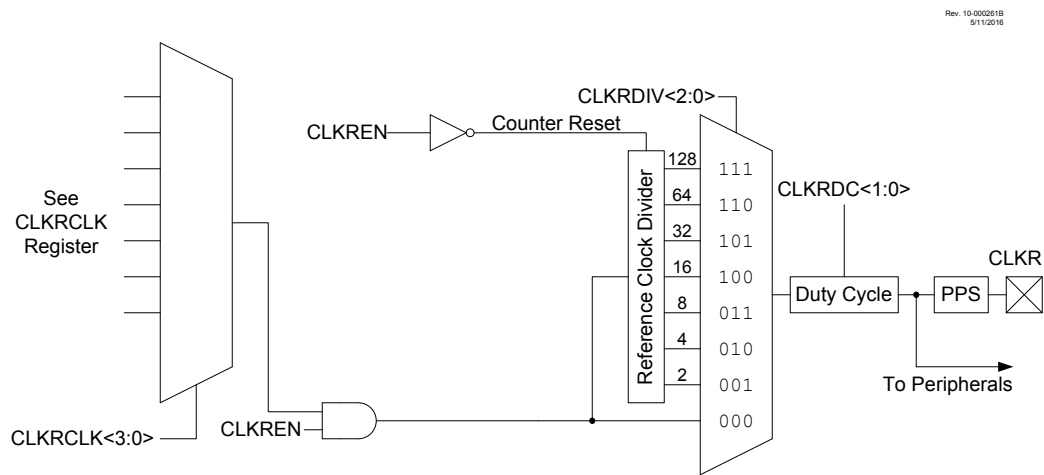 Rev. 10-000261B
5/11/2016
CLKRDIV<2:0>
CLKREN
Counter Reset
Reference Clock Divider
128
64
32
16
8
4
2
111
110
101
100
011
010
001
000
See
CLKRCLK
Register
CLKRDC<1:0>
Duty Cycle
PPS
CLKR
To Peripherals
CLKREN
CLKRCLK<3:0>